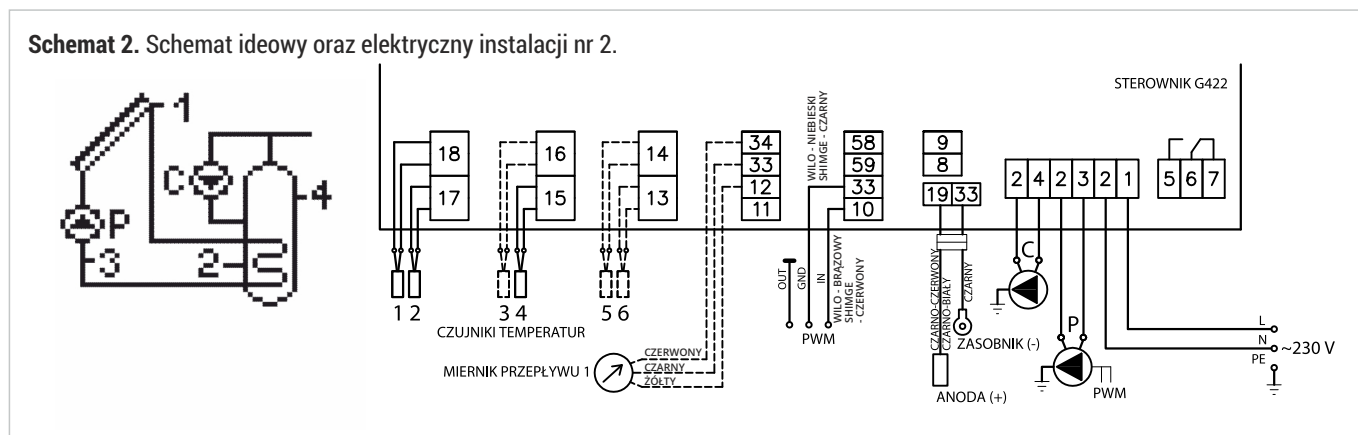 Schemat 2. Schemat ideowy oraz elektryczny instalacji nr 2.
STEROWNIK G422
1
C
P
4
3
2
18
17
16
15
14
13
34
33
12
11
WILO - NIEBIESKI
SHIMGE - CZARNY
58
59
33
10
9
8
19 33
2 4 2 3 2 1
5 6 7
1 2
3 4
5 6
CZUJNIKI TEMPERATUR
OUT
GND
IN
WILO - BRĄZOWY
SHIMGE
- CZERWONY
PWM
CZARNO-CZERWONY
CZARNO-BIAŁY
CZARNY
ZASOBNIK (-)
ANODA (+)
C
P
PWM
L
N
PE
~230 V
MIERNIK PRZEPŁYWU 1
CZERWONY
CZARNY
ŻÓŁTY